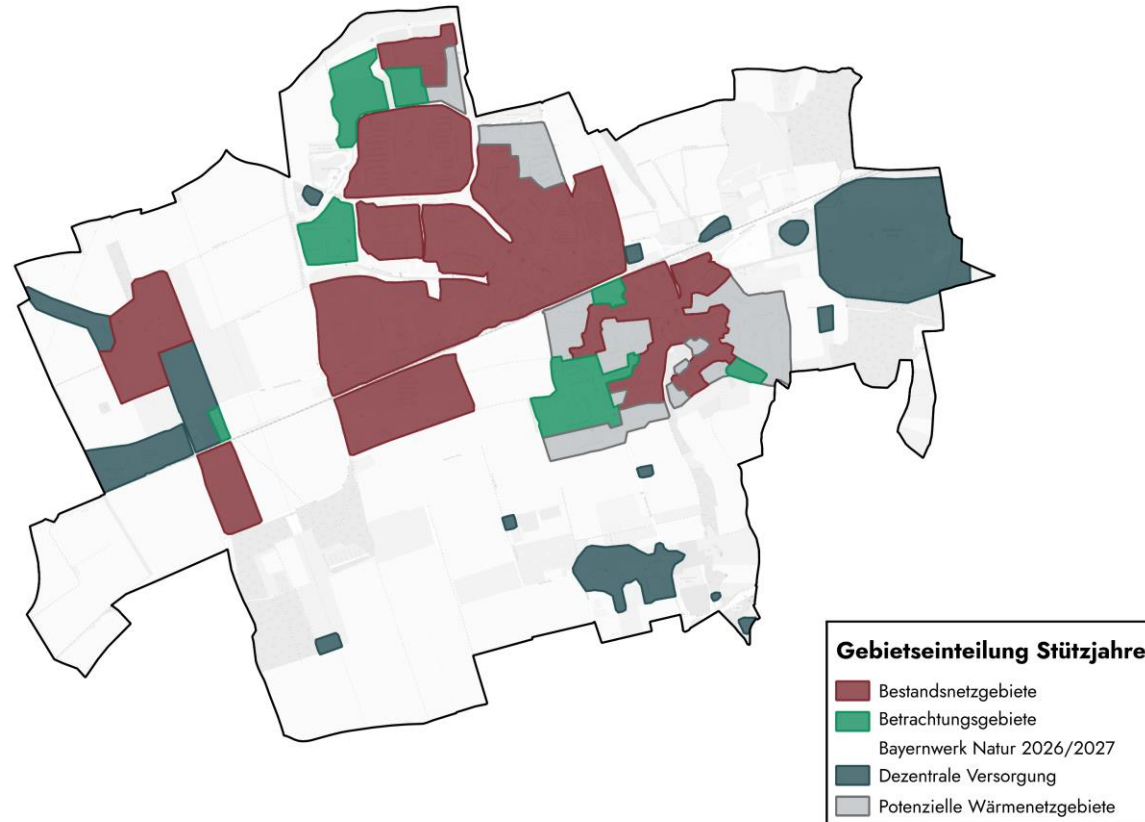 Gebietseinteilung Stützjahre
Bestandsnetzgebiete
Betrachtungsgebiete
Bayernwerk Natur 2026/2027
Dezentrale Versorgung
Potenzielle Wärmenetzgebiete